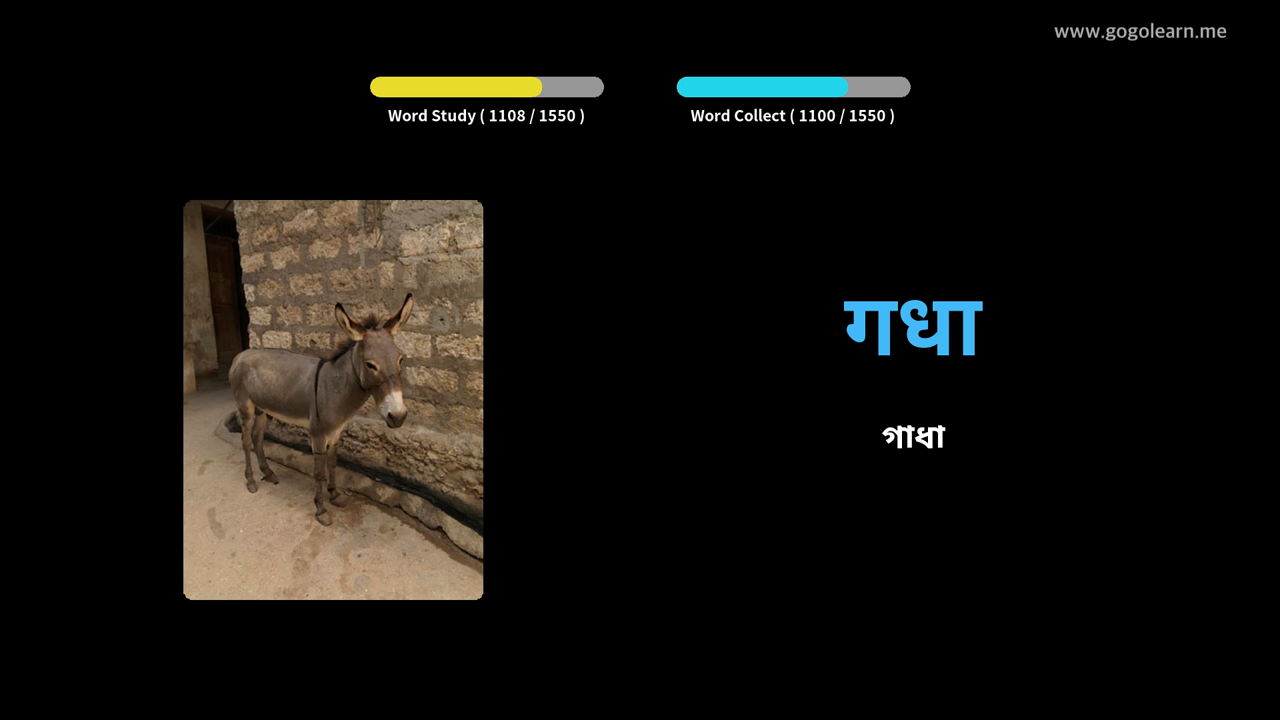 www.gogolearn.me
Word Study ( 1108 / 1550 )
Word Collect ( 1100 / 1550 )
गधा
গাধা